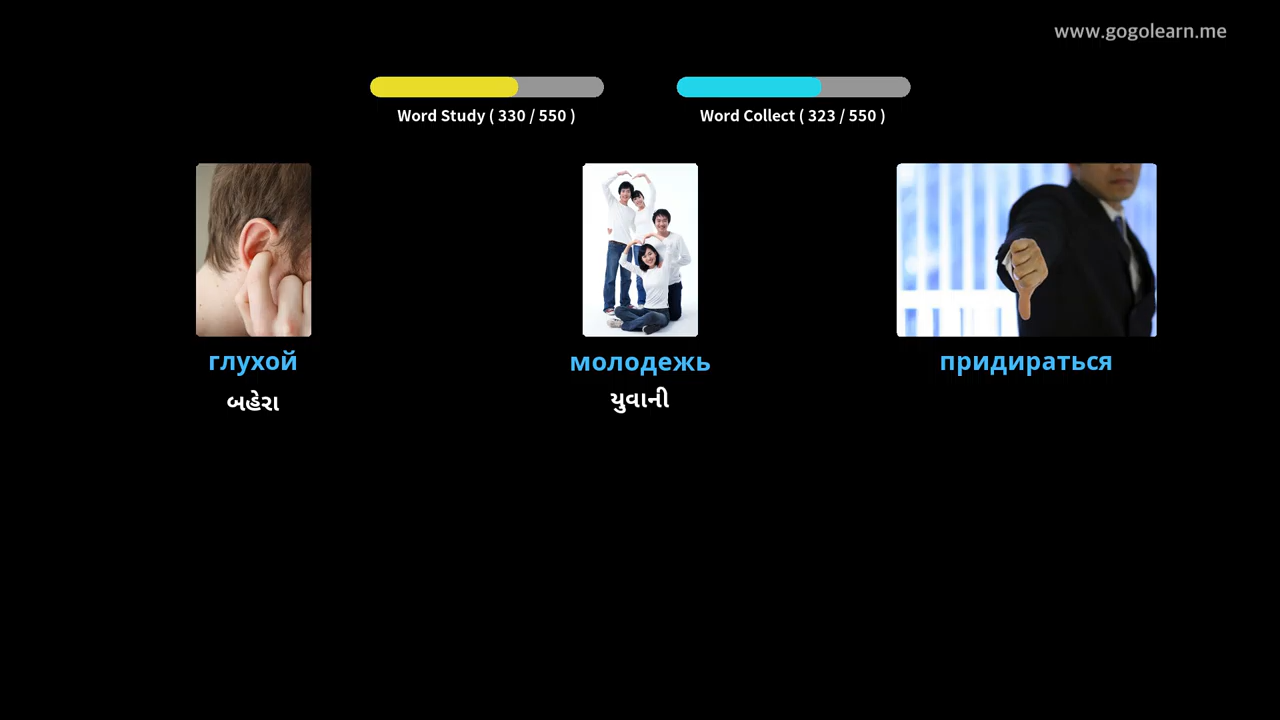 www.gogolearn.me
Word Study ( 330 / 550 )
Word Collect ( 323 / 550 )
глухой
молодежь
придираться
બહેરા
યુવાની